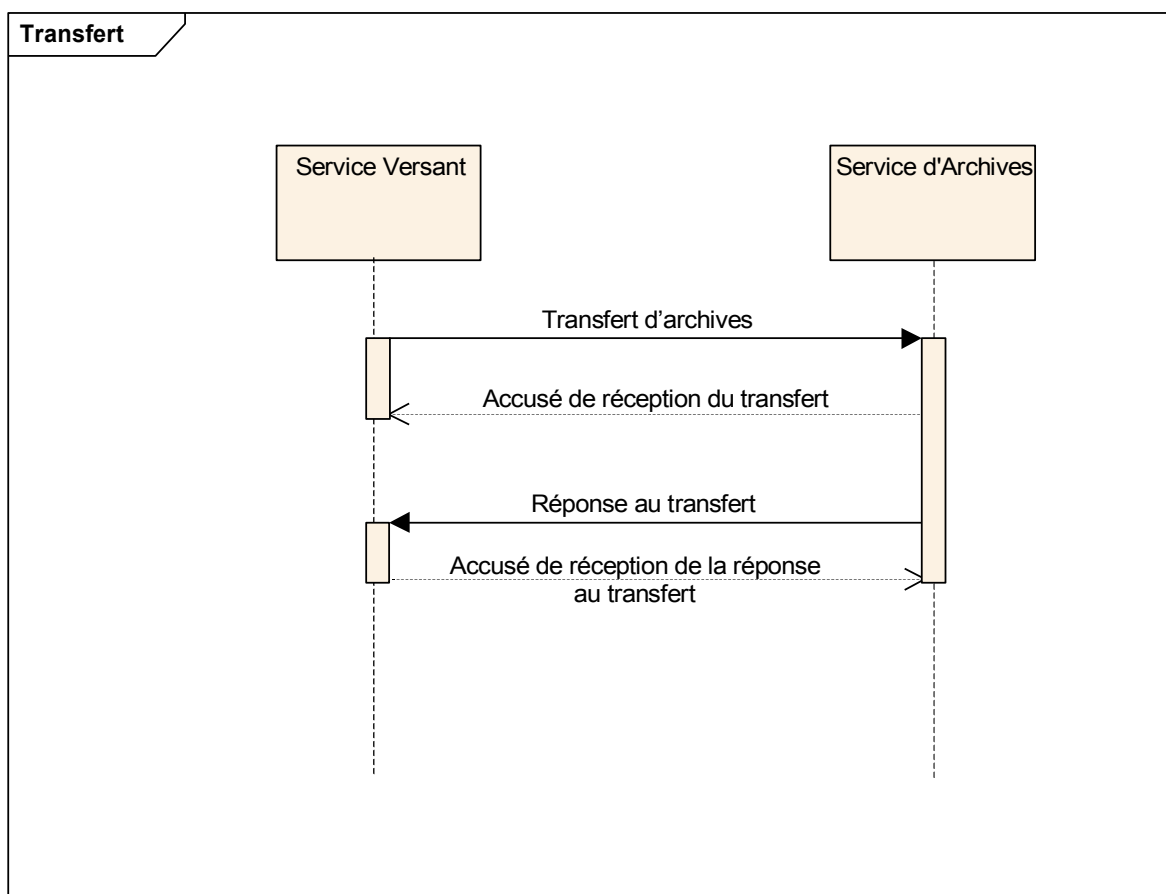 Transfert
Service Versant
Service d'Archives
Transfert d’archives
Accusé de réception du transfert
Réponse au transfert
Accusé de réception de la réponse
au transfert